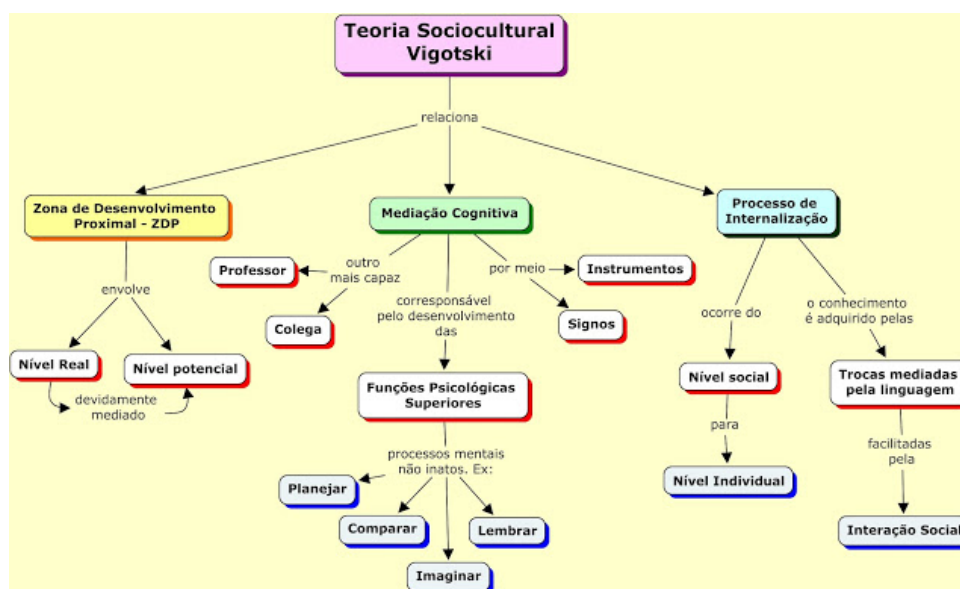 Teoria Sociocultural
Vigotski
relaciona
Zona de Desenvolvimento
Proximal - ZDP
envolve
Nível Real
Nível potencial
devidamente
mediado
Mediação Cognitiva
outro
mais capaz
Professor
Colega
corresponsável
pelo desenvolvimento
das
Funções Psicológicas
Superiores
processos mentais
não inatos. Ex:
Planejar
Comparar
Imaginar
Lembrar
por meio
Instrumentos
Signos
Processo de
Internalização
ocorre do
Nível social
para
Nível Individual
o conhecimento
é adquirido pelas
Trocas mediadas
pela linguagem
facilitadas
pela
Interação Social